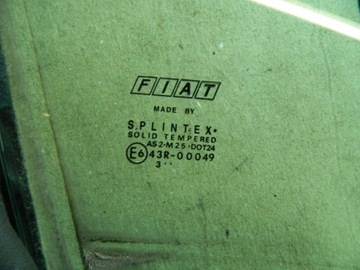 FIAT
MADE BY
S.PLINTEX•
SOLID TEMPERED
AS2•M25•DOT24
E6 43R-00049
3 ··